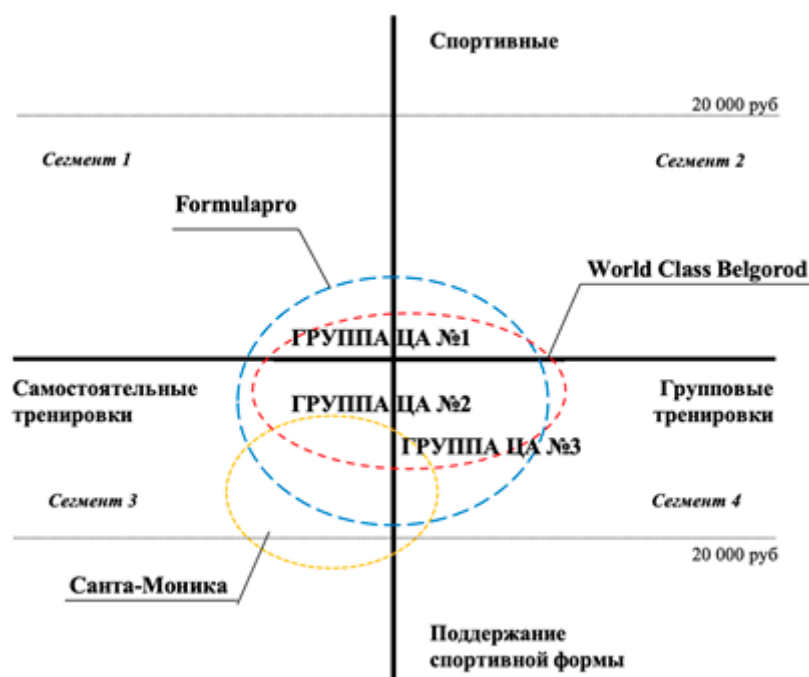 Спортивные
20 000 руб
Сегмент 1
Сегмент 2
Formulapro
World Class Belgorod
ГРУППА ЦА №1
Самостоятельные
тренировки
Групповые
тренировки
ГРУППА ЦА №2
ГРУППА ЦА №3
Сегмент 3
Сегмент 4
20 000 руб
Санта-Моника
Поддержание
спортивной формы